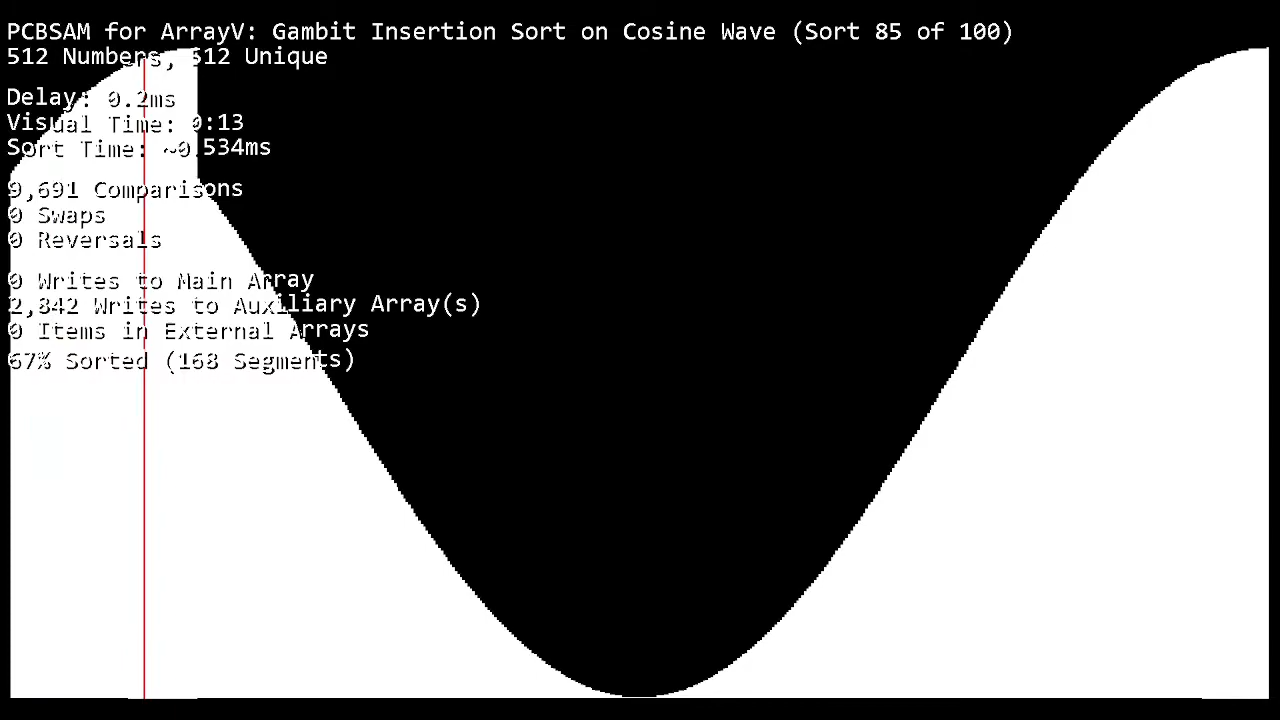 PCBSAM for ArrayV: Gambit Insertion Sort on Cosine Wave (Sort 85 of 100)
512 Numbers, 512 Unique
Delay: 0.2ms
Visual Time: 0:13
Sort Time: ~0.534ms
9,691 Comparisons
0 Swaps
0 Reversals
0 Writes to Main Array
2,842 Writes to Auxiliary Array(s)
0 Items in External Arrays
67% Sorted (168 Segments)